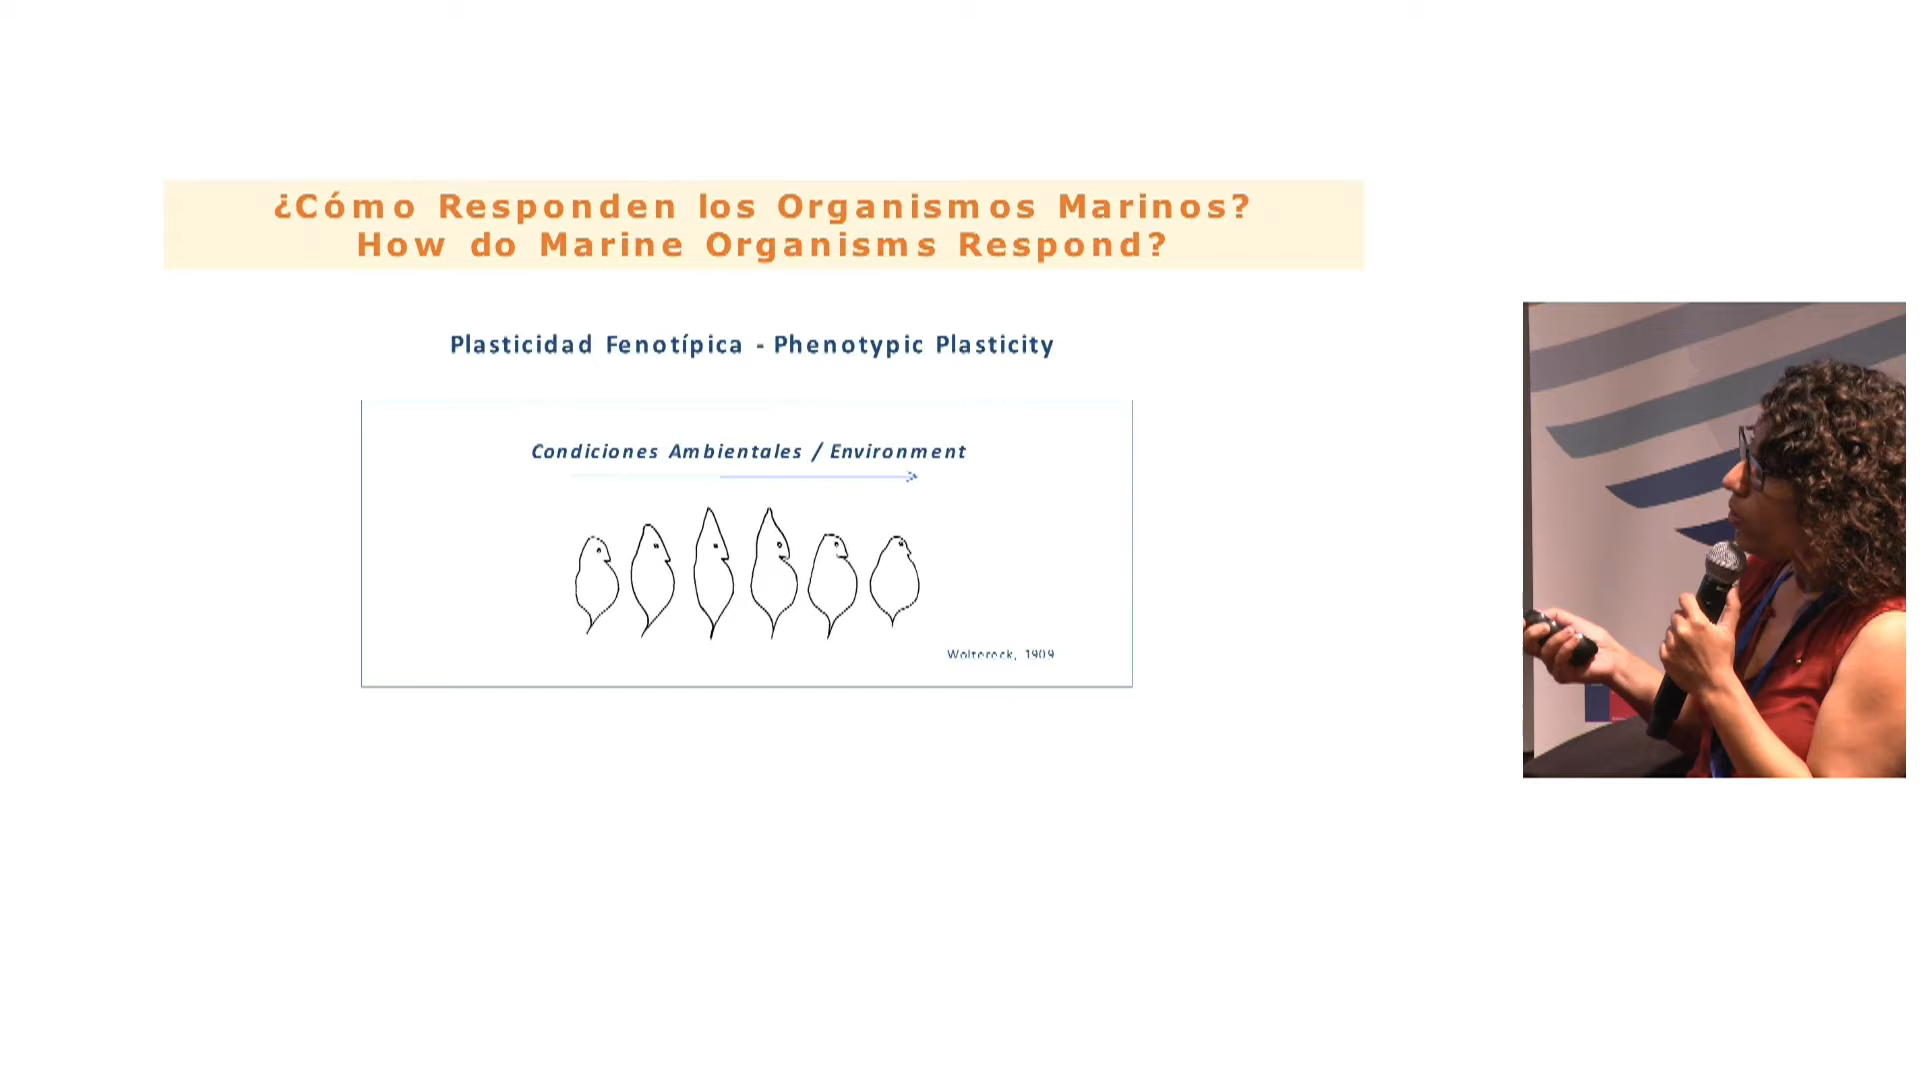 ¿Cómo Responden los Organismos Marinos?
How do Marine Organisms Respond?
Plasticidad Fenotípica - Phenotypic Plasticity
Condiciones Ambientales / Environment
Woltereck, 1909